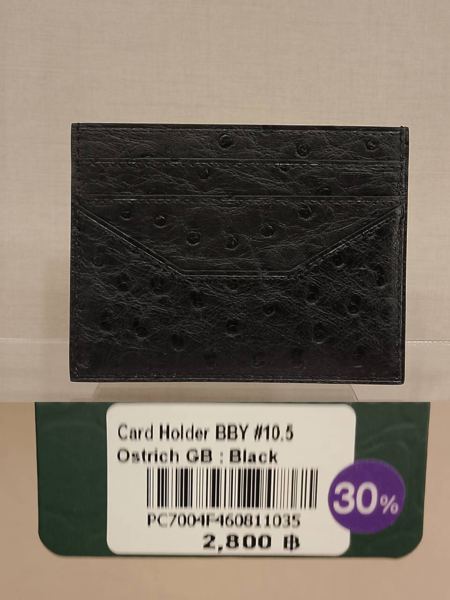 Card Holder BBY #10.5
Ostrich GB : Black
30%
PC7004F460811035
2,800 ฿